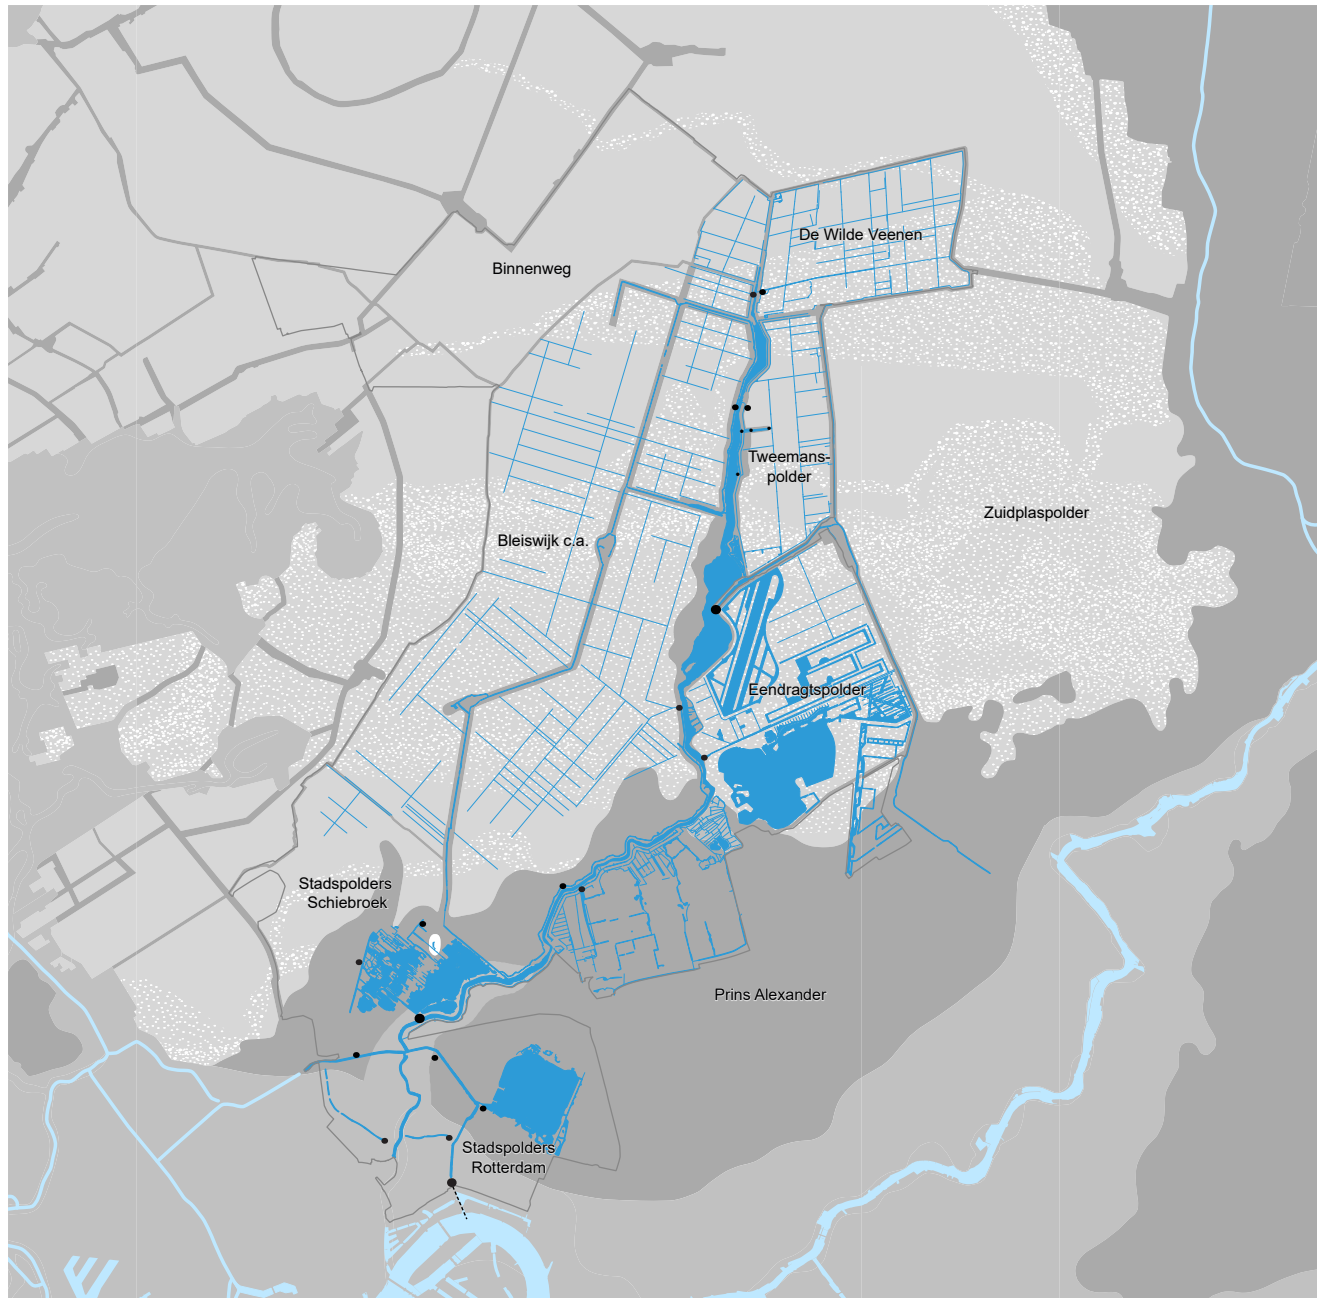 De Wilde Veenen
Binnenweg
Tweemans-
polder
Zuidplaspolder
Bleiswijk c.a.
Eendragtspolder
Stadspolders
Schiebroek
Prins Alexander
Stadspolders
Rotterdam